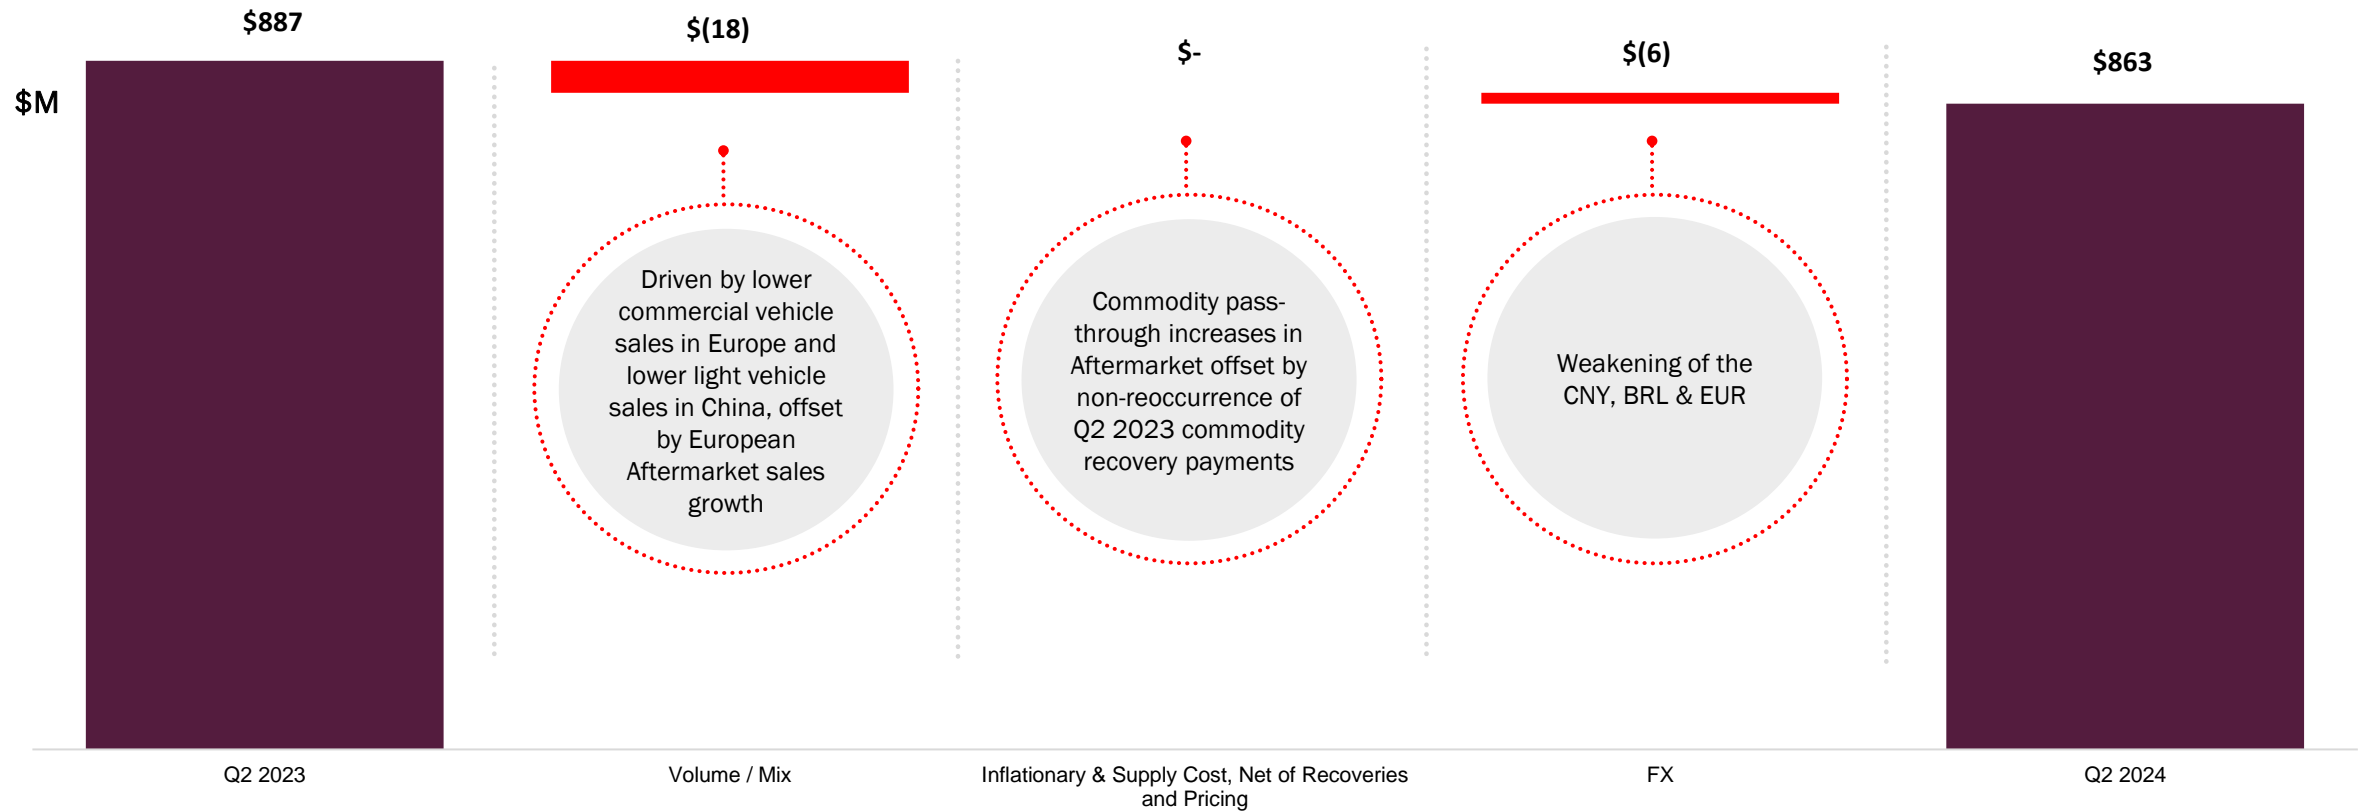 $887
$(18)
$-
$(6)
$863
$M
Driven by lower
commercial vehicle
sales in Europe and
lower light vehicle
sales in China, offset
by European
Aftermarket sales
growth
Commodity pass-
through increases in
Aftermarket offset by
non-reoccurrence of
Q2 2023 commodity
recovery payments
Weakening of the
CNY, BRL & EUR
Q2 2023
Volume / Mix
Inflationary & Supply Cost, Net of Recoveries
and Pricing
FX
Q2 2024